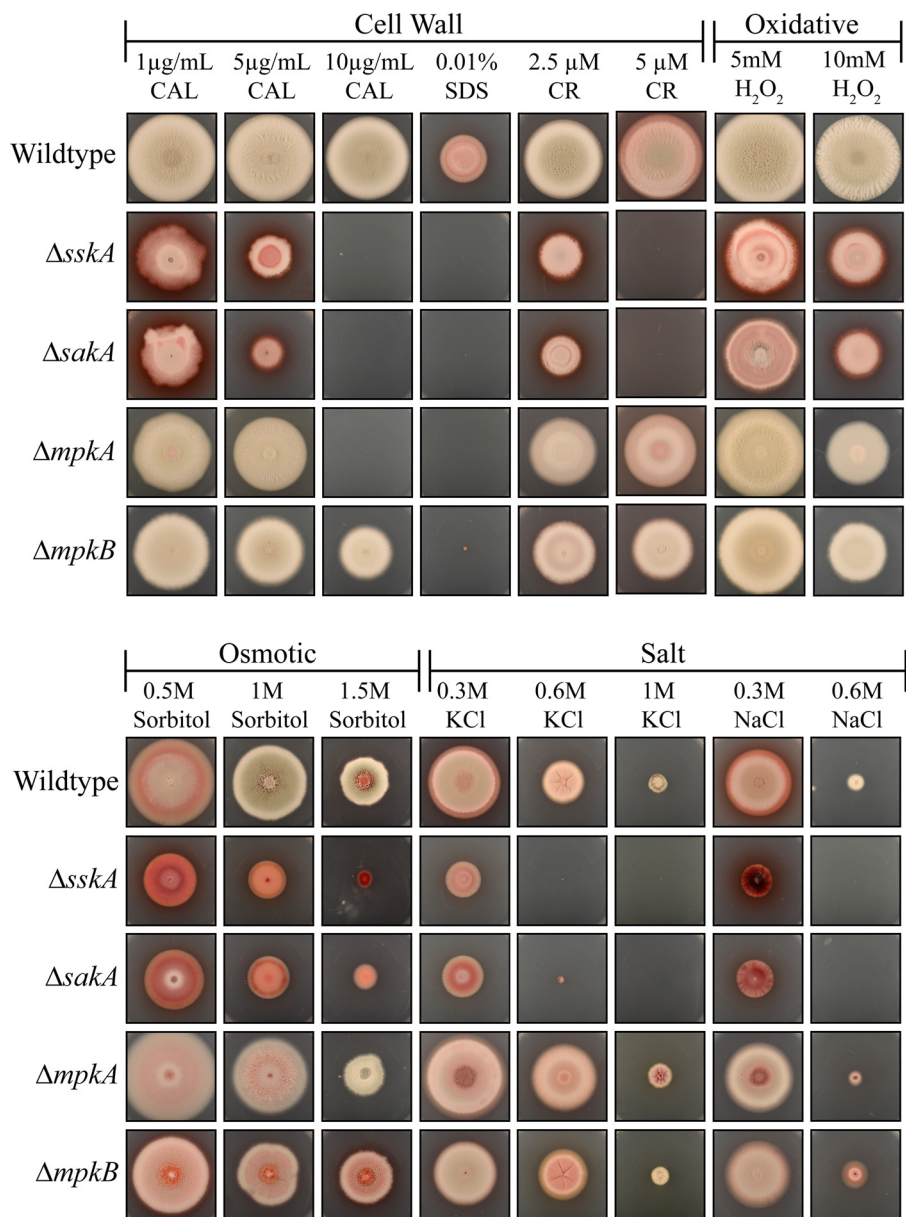 Cell Wall Oxidative
1µg/mL 5µg/mL 10µg/mL 0.01% 2.5 µM 5 µM 5mM 10mM
CAL CAL CAL SDS CR CR H₂O₂ H₂O₂
Wildtype
ΔsskA
ΔsakA
ΔmpkA
ΔmpkB
Osmotic Salt
0.5M 1M 1.5M 0.3M 0.6M 1M 0.3M 0.6M
Sorbitol Sorbitol Sorbitol KCl KCl KCl NaCl NaCl
Wildtype
ΔsskA
ΔsakA
ΔmpkA
ΔmpkB